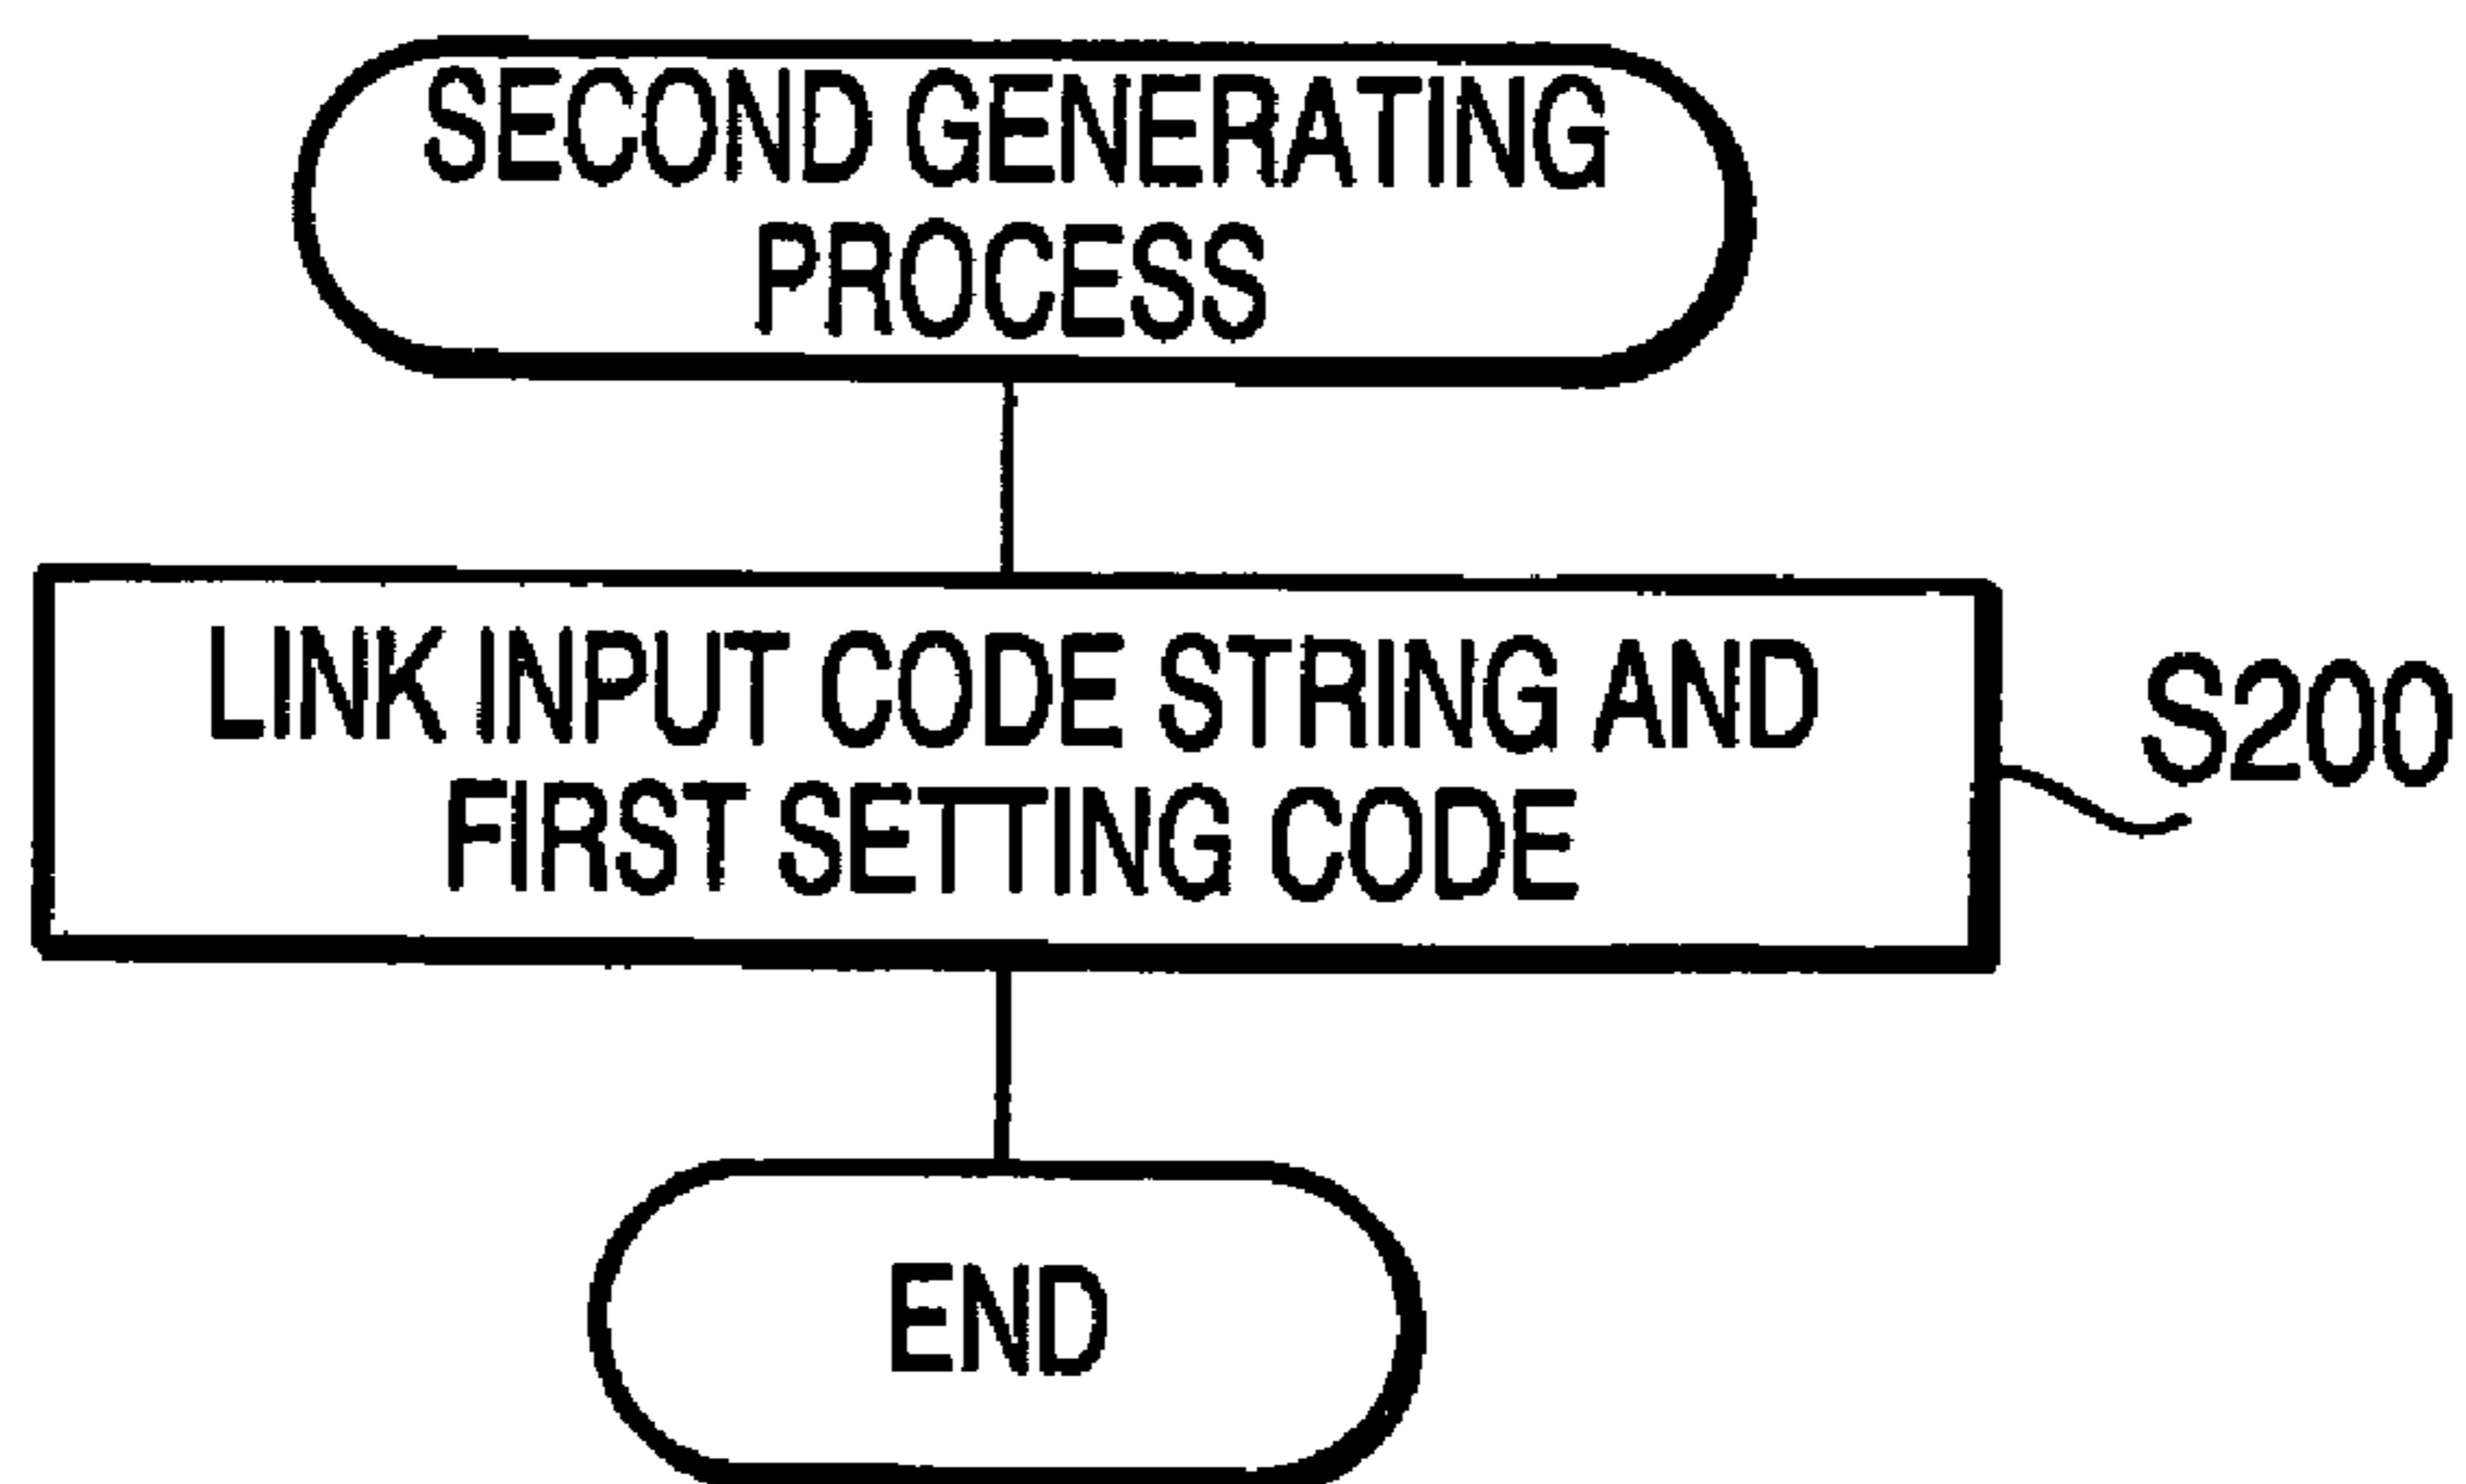 SECOND GENERATING
PROCESS
LINK INPUT CODE STRING AND
FIRST SETTING CODE
S200
END